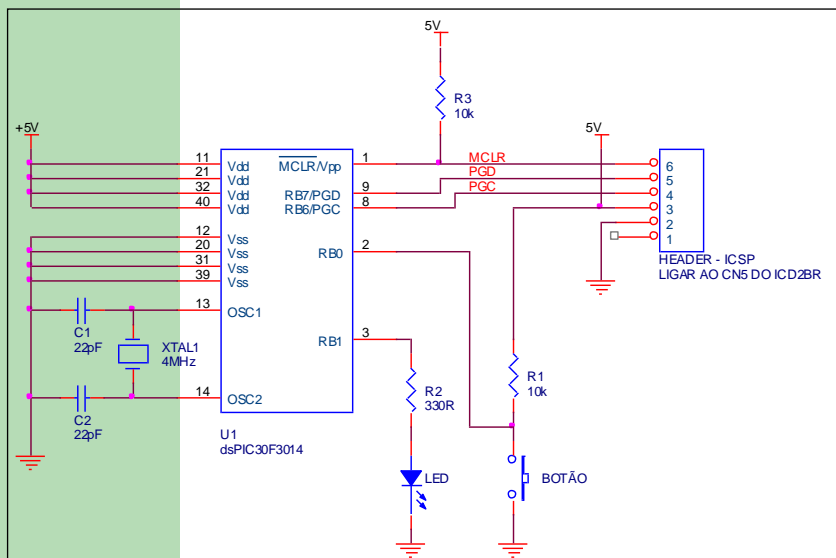 5V
R3
10k
+5V
5V
11
Vdd
21
Vdd
32
Vdd
40
Vdd
12
Vss
20
Vss
31
Vss
39
Vss
13
OSC1
14
OSC2
MCLR/Vpp
1
RB7/PGD
9
RB6/PGC
8
RB0
2
RB1
3
MCLR
PGD
PGC
6
5
4
3
2
1
HEADER - ICSP
LIGAR AO CN5 DO ICD2BR
C1
22pF
XTAL1
4MHz
C2
22pF
R2
330R
R1
10k
U1
dsPIC30F3014
LED
BOTÃO